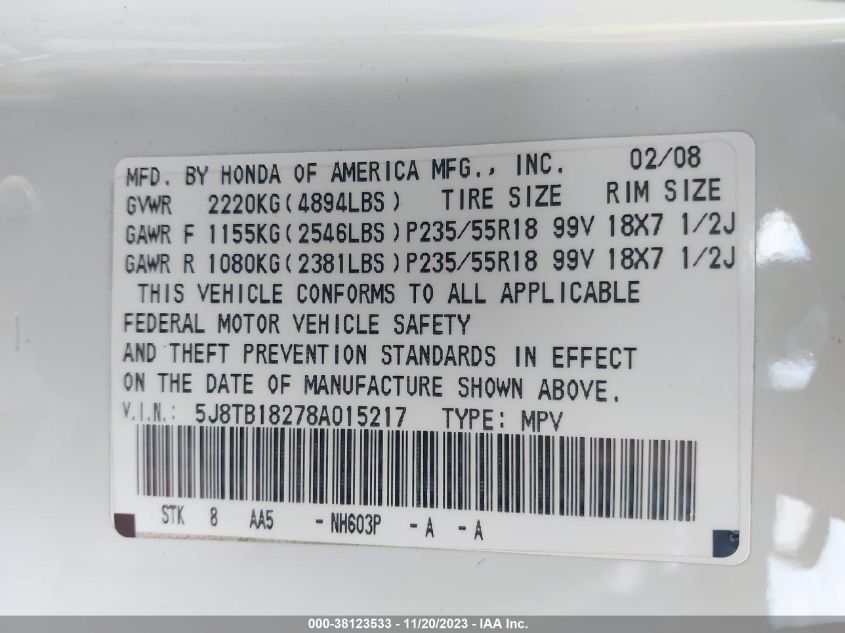 MFD. BY HONDA OF AMERICA MFG., INC. 02/08
GVWR 2220KG(4894LBS) TIRE SIZE RIM SIZE
GAWR F 1155KG(2546LBS)P235/55R18 99V 18X7 1/2J
GAWR R 1080KG(2381LBS)P235/55R18 99V 18X7 1/2J
THIS VEHICLE CONFORMS TO ALL APPLICABLE
FEDERAL MOTOR VEHICLE SAFETY
AND THEFT PREVENTION STANDARDS IN EFFECT
ON THE DATE OF MANUFACTURE SHOWN ABOVE.
V.I.N.: 5J8TB18278A015217 TYPE: MPV
STK 8 AA5 -NH603P -A -A
000-38123533 - 11/20/2023 - IAA Inc.